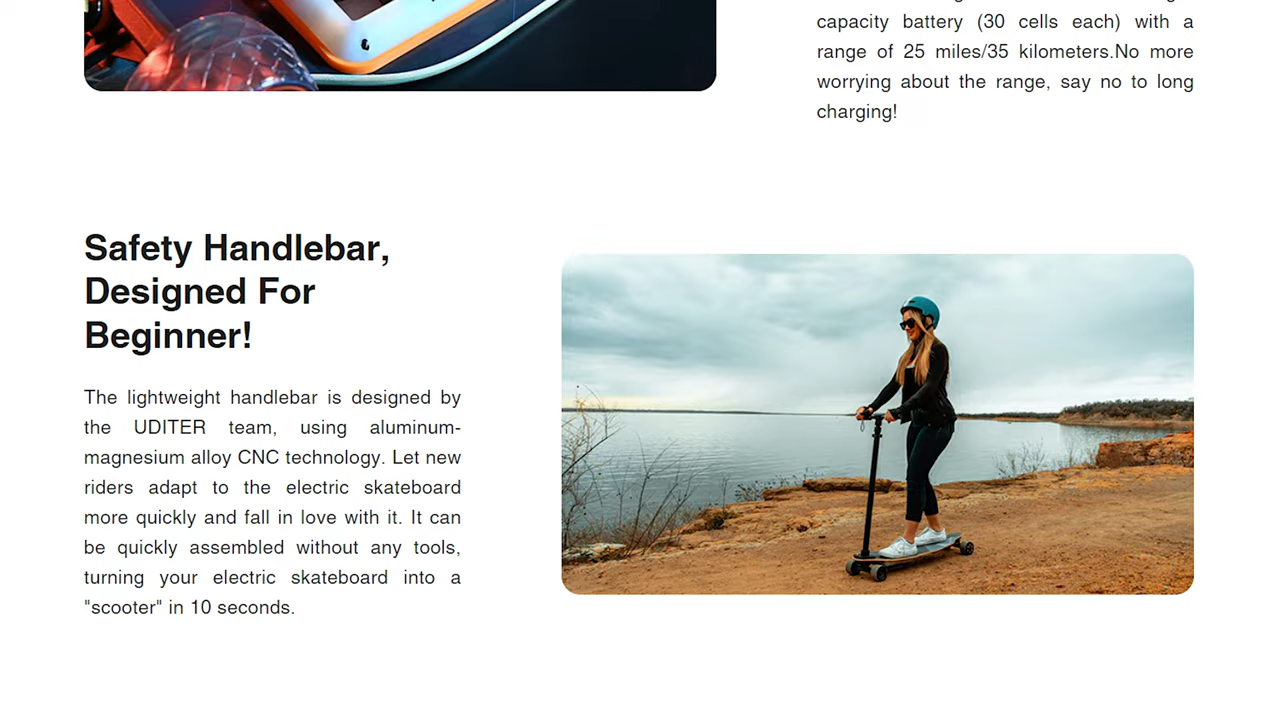 capacity battery (30 cells each) with a
range of 25 miles/35 kilometers.No more
worrying about the range, say no to long
charging!
Safety Handlebar,
Designed For
Beginner!
The lightweight handlebar is designed by
the UDITER team, using aluminum-
magnesium alloy CNC technology. Let new
riders adapt to the electric skateboard
more quickly and fall in love with it. It can
be quickly assembled without any tools,
turning your electric skateboard into a
"scooter" in 10 seconds.